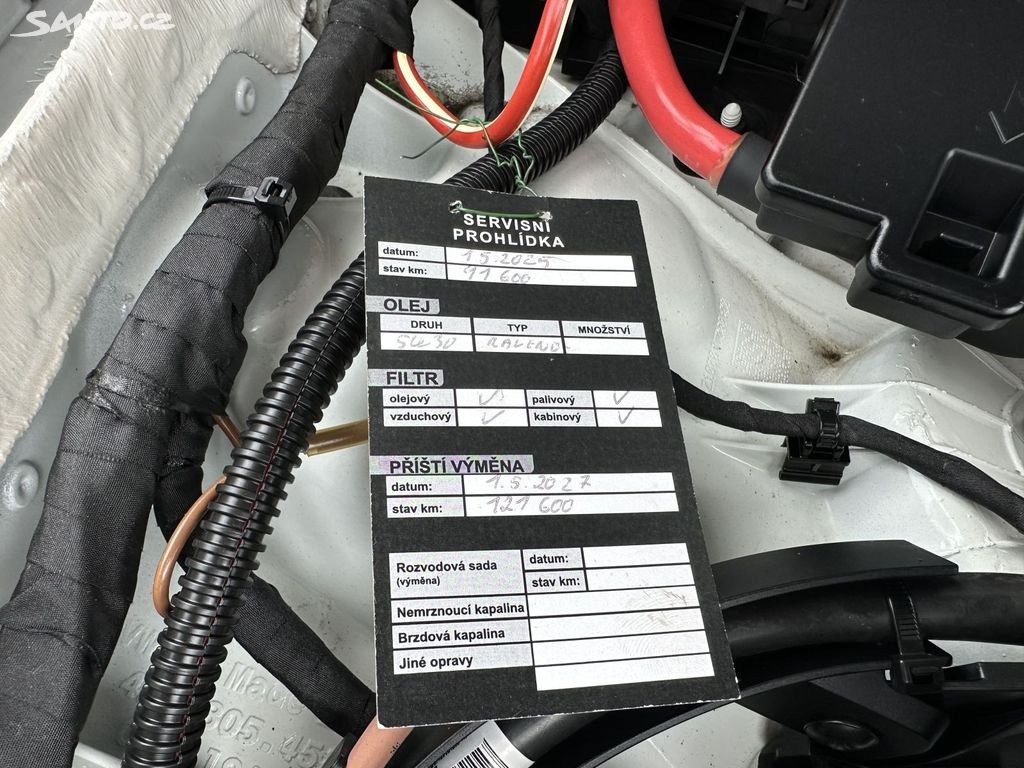 SAUTO.CZ
SERVISNÍ
PROHLÍDKA
datum: 1 5. 2025
stav km: 91 600
OLEJ
DRUH TYP MNOŽSTVÍ
5W30
FILTR
olejový ✓ palivový ✓
vzduchový ✓ kabinový ✓
PŘÍŠTÍ VÝMĚNA
datum: 1.5.2027
stav km: 121 600
Rozvodová sada datum:
(výměna) stav km:
Nemrznoucí kapalina
Brzdová kapalina
Jiné opravy